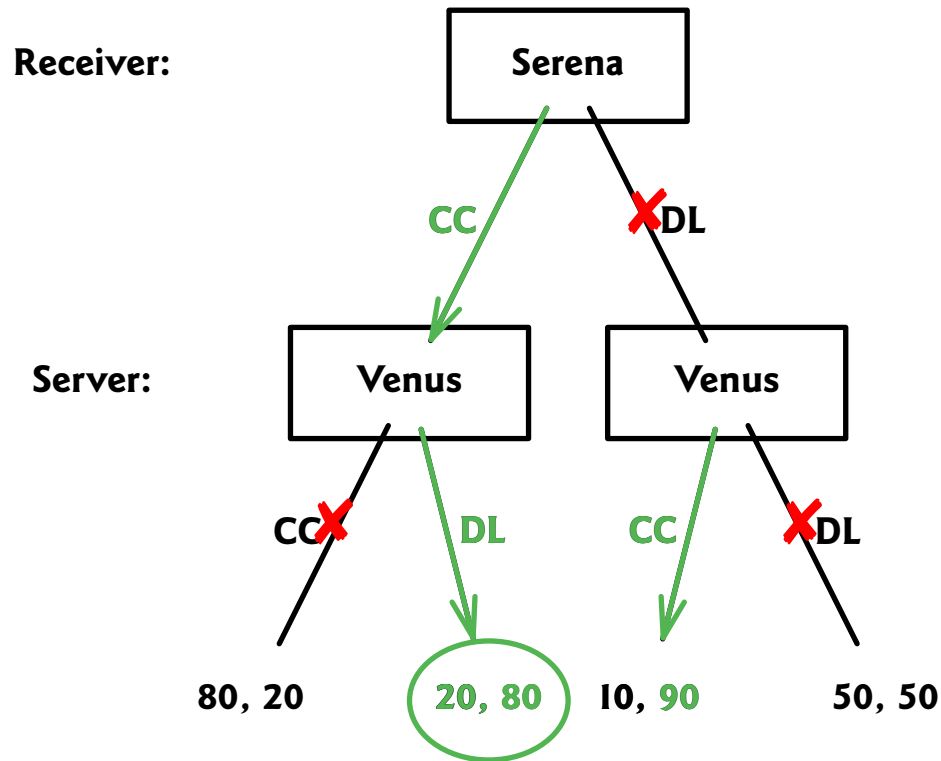 Receiver: Serena
CC DL
Server: Venus Venus
CC DL CC DL
80, 20 20, 80 10, 90 50, 50